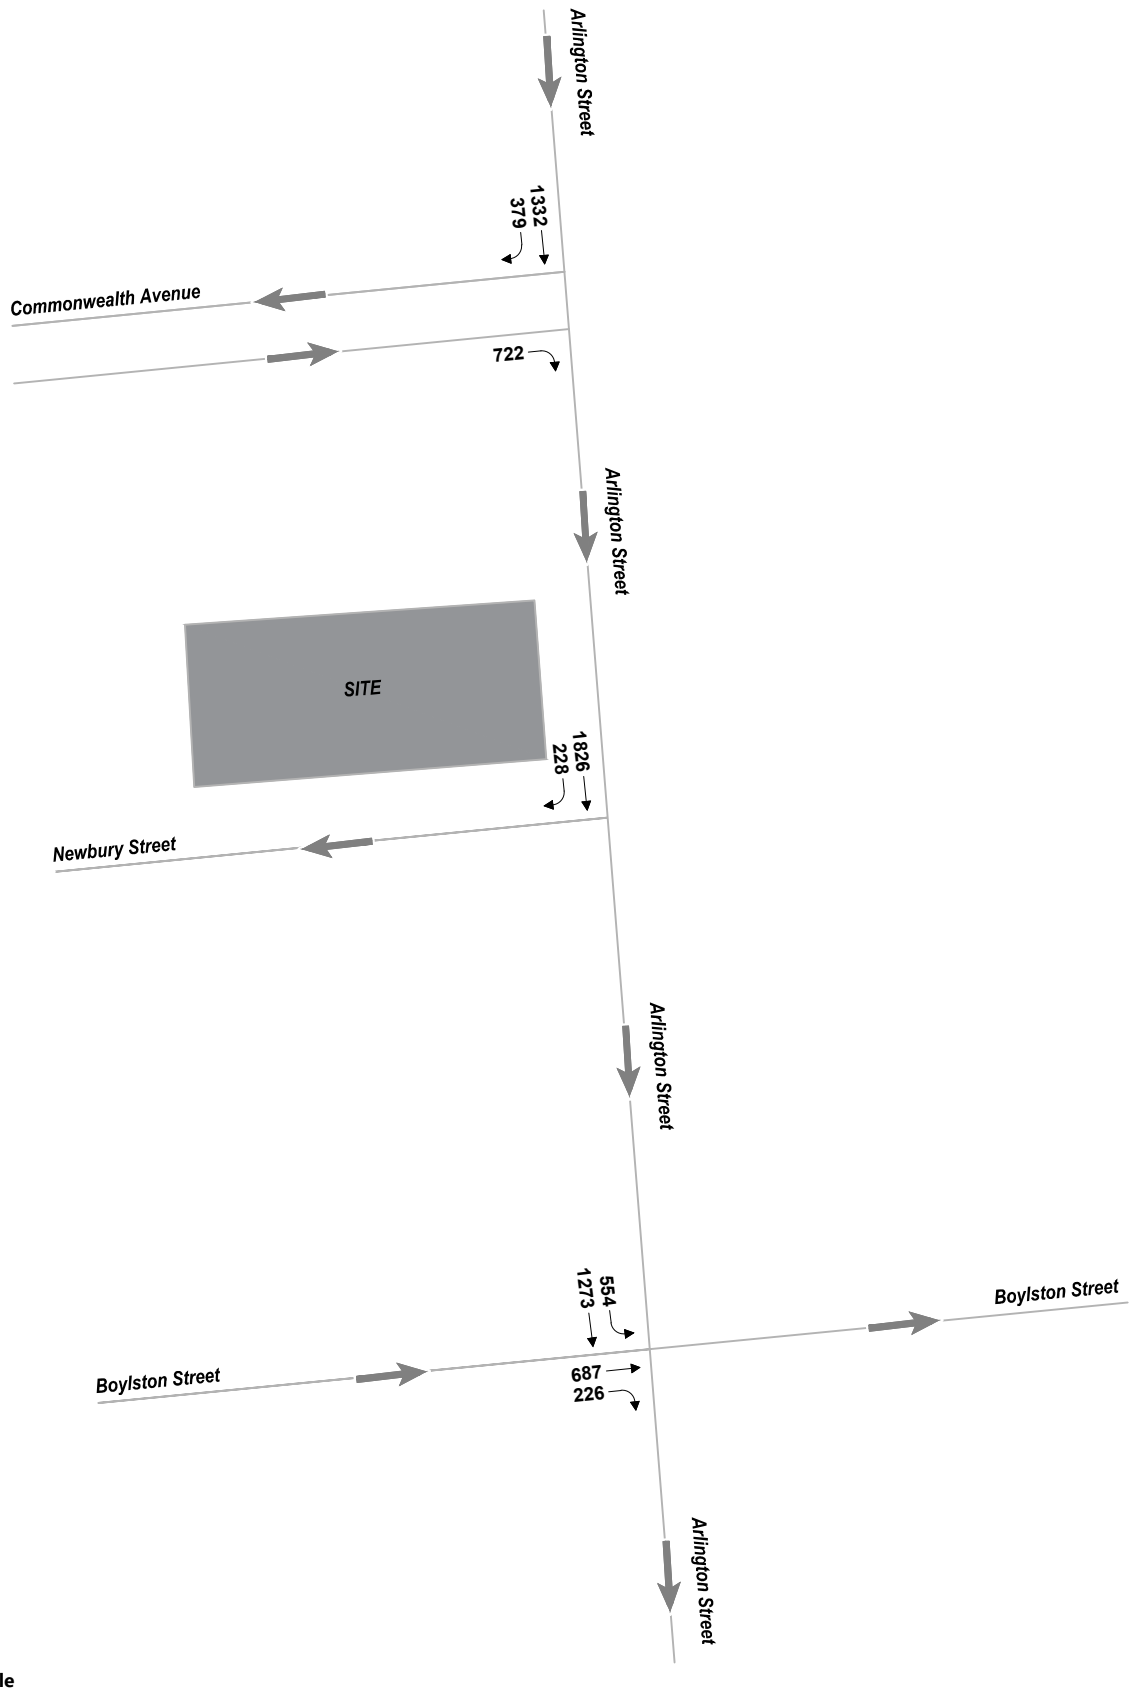 Arlington Street
1332
379
Commonwealth Avenue
722
Arlington Street
SITE
1826
228
Newbury Street
Arlington Street
554
1273
Boylston Street
687
Boylston Street
226
Arlington Street
le